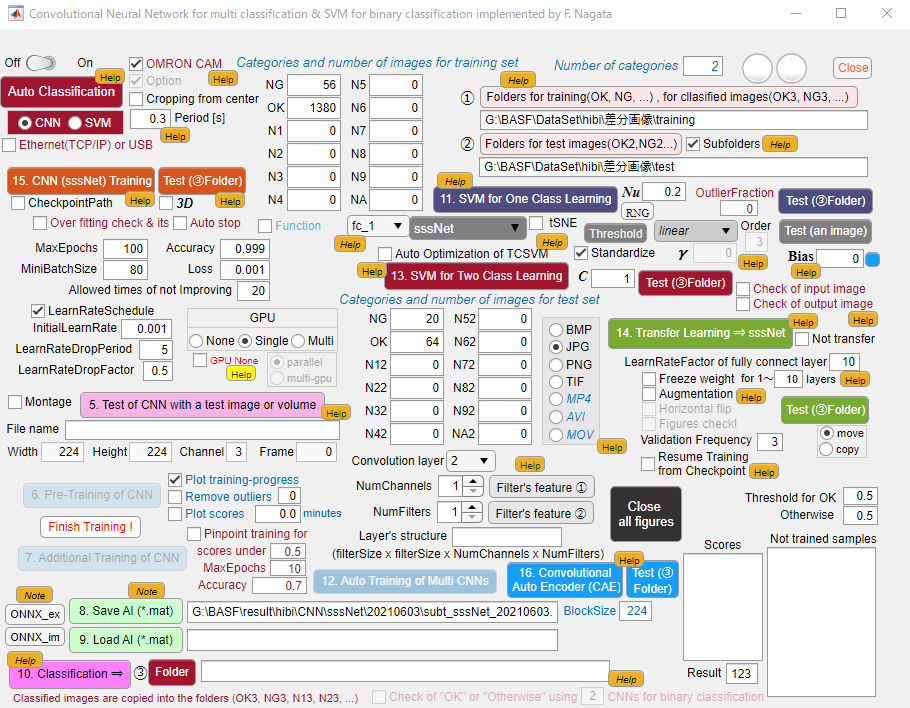 Convolutional Neural Network for multi classification & SVM for binary classification implemented by F. Nagata
Off On
OMRON CAM
Categories and number of images for training set
Number of categories 2
Close
Help
Auto Classification
Option
Help
Cropping from center
0.3 Period [s]
CNN SVM
Help
Ethernet(TCP/IP) or USB
NG 56 N5 0
OK 1380 N6 0
N1 0 N7 0
N2 0 N8 0
N3 0 N9 0
N4 0 NA 0
Help
① Folders for training(OK, NG, ...) , for cllasified images(OK3, NG3, ...)
G:\BASF\DataSet\hibi\差分画像\training
② Folders for test images(OK2,NG2...) Subfolders Help
G:\BASF\DataSet\hibi\差分画像\test
15. CNN (sssNet) Training Test (③Folder)
CheckpointPath Help 3D Help
Over fitting check & its Auto stop Function
Help
11. SVM for One Class Learning
Nu 0.2 OutlierFraction
RNG 0
Test (③Folder)
fc_1 sssNet tSNE
Help
Help
Threshold linear Order
3
Test (an image)
Auto Optimization of TCSVM
Standardize γ 0 Help
Bias 0
Help
Help 13. SVM for Two Class Learning C 1 Test (③Folder)
Check of input image
Check of output image
MaxEpochs 100 Accuracy 0.999
MiniBatchSize 80 Loss 0.001
Allowed times of not Improving 20
LearnRateSchedule
InitialLearnRate 0.001
LearnRateDropPeriod 5
LearnRateDropFactor 0.5
GPU
None Single Multi
GPU None
Help
parallel
multi-gpu
Categories and number of images for test set
NG 20 N52 0
OK 64 N62 0
N12 0 N72 0
N22 0 N82 0
N32 0 N92 0
N42 0 NA2 0
BMP
JPG
PNG
TIF
MP4
AVI
MOV
Help
Help
Help
14. Transfer Learning ⇒ sssNet
Not transfer
LearnRateFactor of fully connect layer 10
Freeze weight for 1～ 10 layers Help
Augmentation Help
Horizontal flip
Figures check!
Test (③Folder)
Validation Frequency 3
move
copy
Resume Training
from Checkpoint Help
Montage 5. Test of CNN with a test image or volume Help
File name
Width 224 Height 224 Channel 3 Frame 0
Convolution layer 2 Help
NumChannels 1 Filter's feature ①
NumFilters 1 Filter's feature ②
Layer's structure
(filterSize x filterSize x NumChannels x NumFilters)
6. Pre-Training of CNN
Plot training-progress
Remove outliers 0
Plot scores 0.0 minutes
Finish Training !
Pinpoint training for
scores under 0.5
MaxEpochs 10
Accuracy 0.7
7. Additional Training of CNN
12. Auto Training of Multi CNNs
Close
all figures
Help
16. Convolutional
Auto Encoder (CAE)
Test (③
Folder)
Threshold for OK 0.5
Otherwise 0.5
Scores
Not trained samples
Note
Note
ONNX_ex 8. Save AI (*.mat) G:\BASF\result\hibi\CNN\sssNet\20210603\subt_sssNet_20210603. BlockSize 224
ONNX_im 9. Load AI (*.mat)
Help
10. Classification ⇒ ③ Folder
Help
Result 123
Classified images are copied into the folders (OK3, NG3, N13, N23, ...)
Check of "OK" or "Otherwise" using 2 CNNs for binary classification